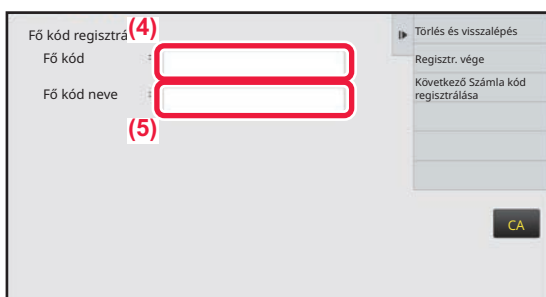 Fő kód regisztrá
(4)
Törlés és visszalépés
Fő kód :
Regisztr. vége
Következő Számla kód
regisztrálása
Fő kód neve :
(5)
CA